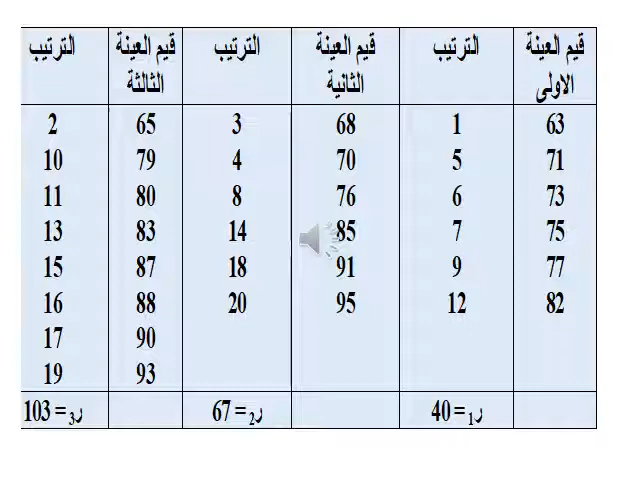 قيم العينة الاولى	الترتيب	قيم العينة الثانية	الترتيب	قيم العينة الثالثة	الترتيب
63	1	68	3	65	2
71	5	70	4	79	10
73	6	76	8	80	11
75	7	85	14	83	13
77	9	91	18	87	15
82	12	95	20	88	16
90	17
93	19
ر1 = 40	ر2 = 67	ر3 = 103